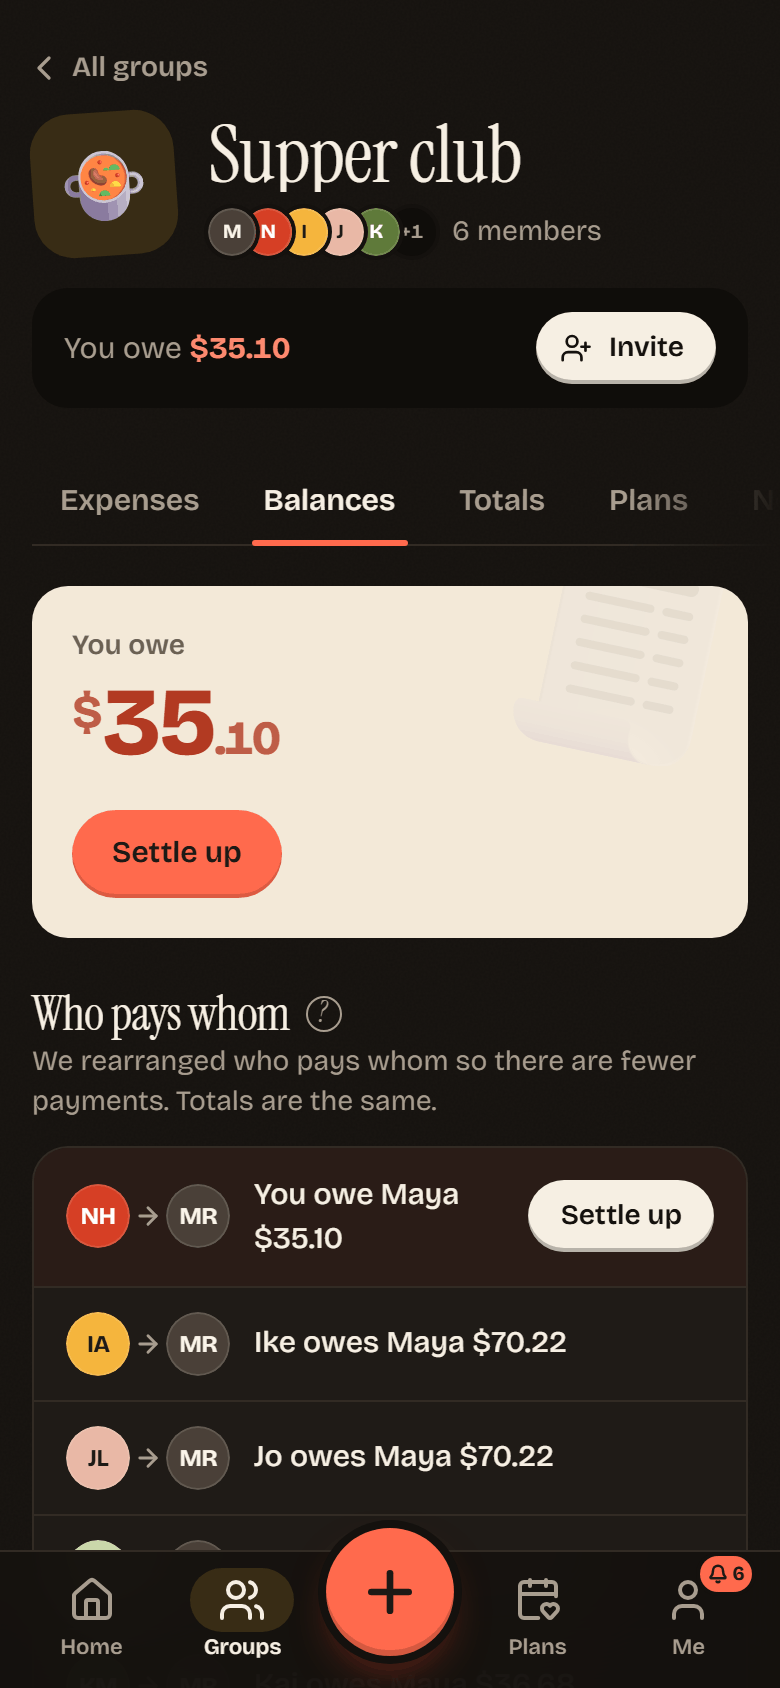 All groups
Supper club
M N I J K +1 6 members
You owe $35.10
Invite
Expenses Balances Totals Plans N
You owe
$35.10
Settle up
Who pays whom ?
We rearranged who pays whom so there are fewer
payments. Totals are the same.
NH → MR You owe Maya
$35.10
Settle up
IA → MR Ike owes Maya $70.22
JL → MR Jo owes Maya $70.22
6
Home Groups Plans Me